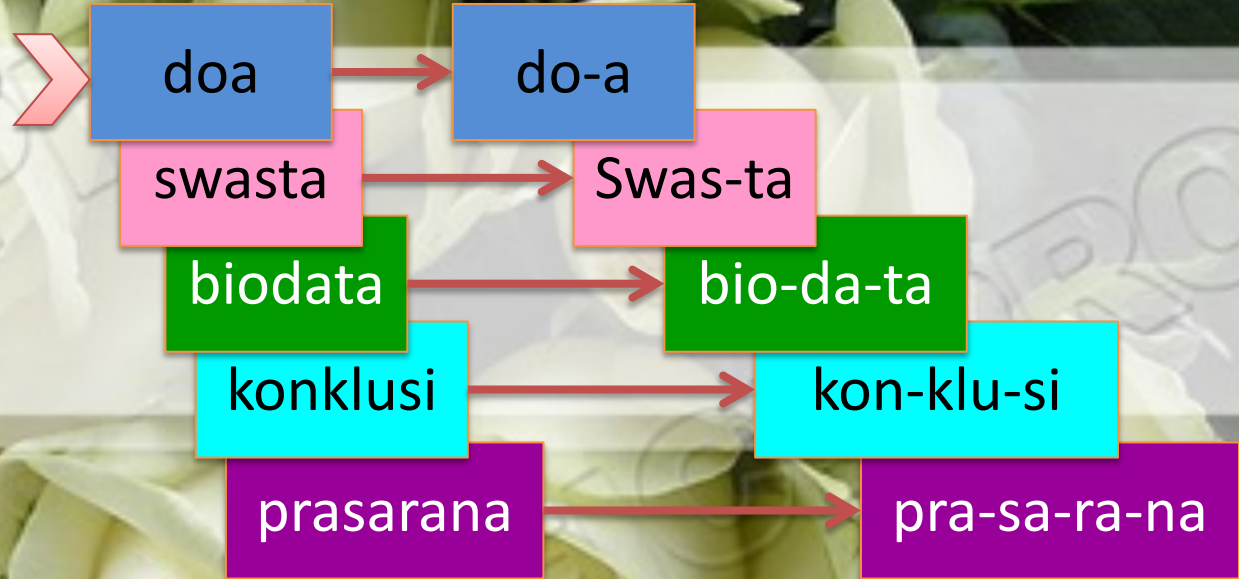 doa do-a
swasta Swas-ta
biodata bio-da-ta
konklusi kon-klu-si
prasarana pra-sa-ra-na